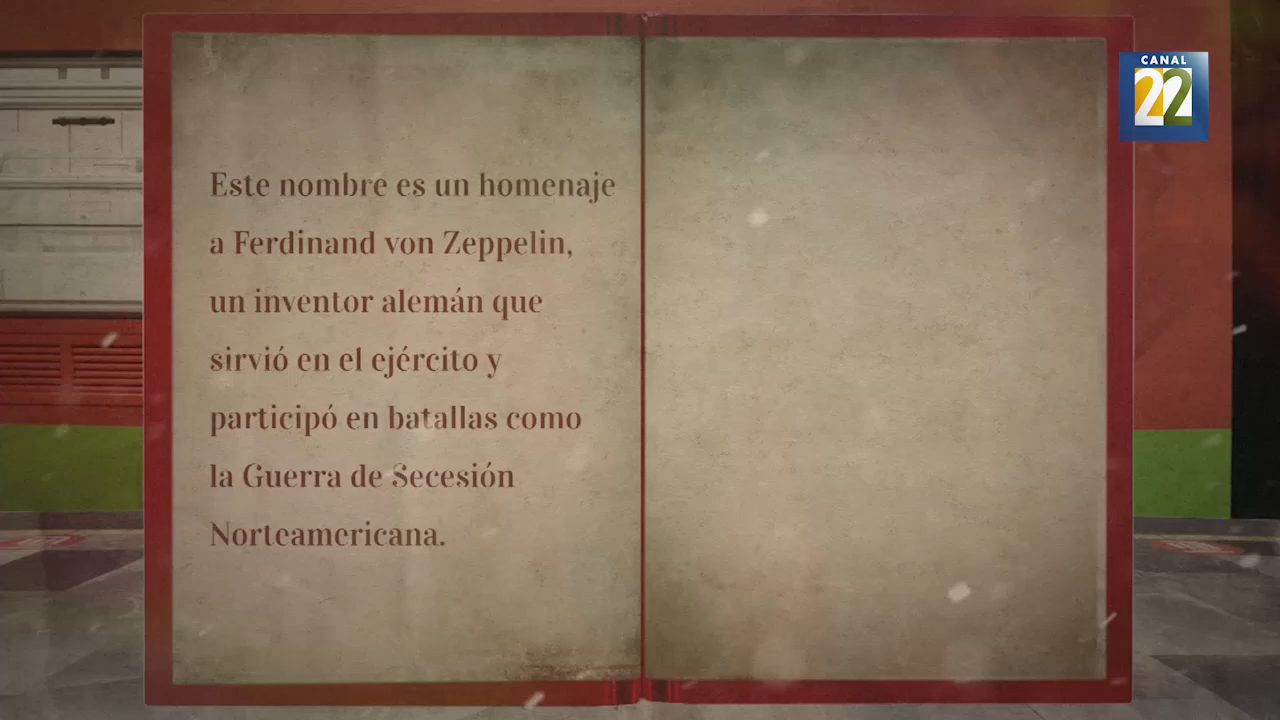 CANAL
22
Este nombre es un homenaje
a Ferdinand von Zeppelin,
un inventor alemán que
sirvió en el ejército y
participó en batallas como
la Guerra de Secesión
Norteamericana.